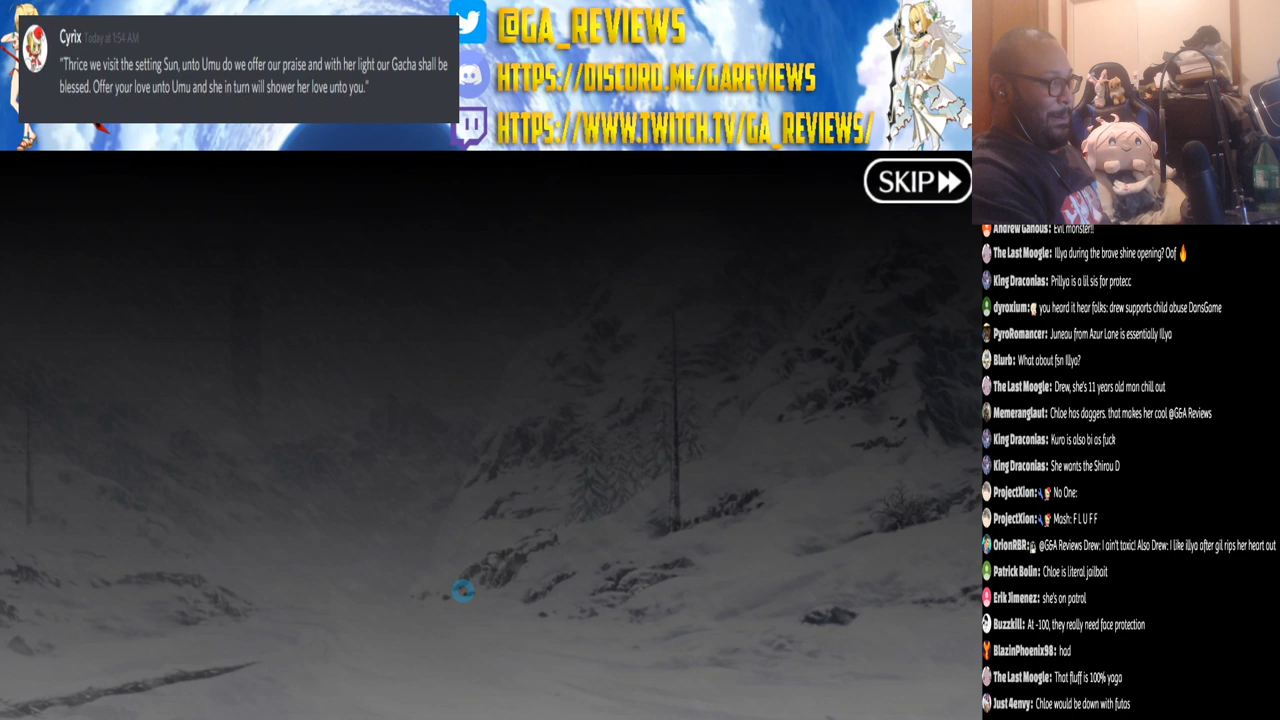 Cyrix Today at 1:54 AM
"Thrice we visit the setting Sun, unto Umu do we offer our praise and with her light our Gacha shall be
blessed. Offer your love unto Umu and she in turn will shower her love unto you."
@GA_REVIEWS
HTTPS://DISCORD.ME/GAREVIEWS
HTTPS://WWW.TWITCH.TV/GA_REVIEWS/
SKIP
Andrew Ganous: Evil monster!!
The Last Moogle: Illya during the brave shine opening? Oof
King Draconias: Prillya is a lil sis for protecc
dyroxium: you heard it hear folks: drew supports child abuse DansGame
PyroRomancer: Juneau from Azur Lane is essentially Illya
Blurb: What about fsn Illya?
The Last Moogle: Drew, she's 11 years old man chill out
Memeranglaut: Chloe has daggers. that makes her cool @G&A Reviews
King Draconias: Kuro is also bi as fuck
King Draconias: She wants the Shirou D
ProjectXion: No One:
ProjectXion: Mash: F L U F F
OrionRBR: @G&A Reviews Drew: I ain't toxic! Also Drew: I like illya after gil rips her heart out
Patrick Bolin: Chloe is literal jailbait
Erik Jimenez: she's on patrol
Buzzkill: At -100, they really need face protection
BlazinPhoenix98: had
The Last Moogle: That fluff is 100% yaga
Just 4envy: Chloe would be down with futas